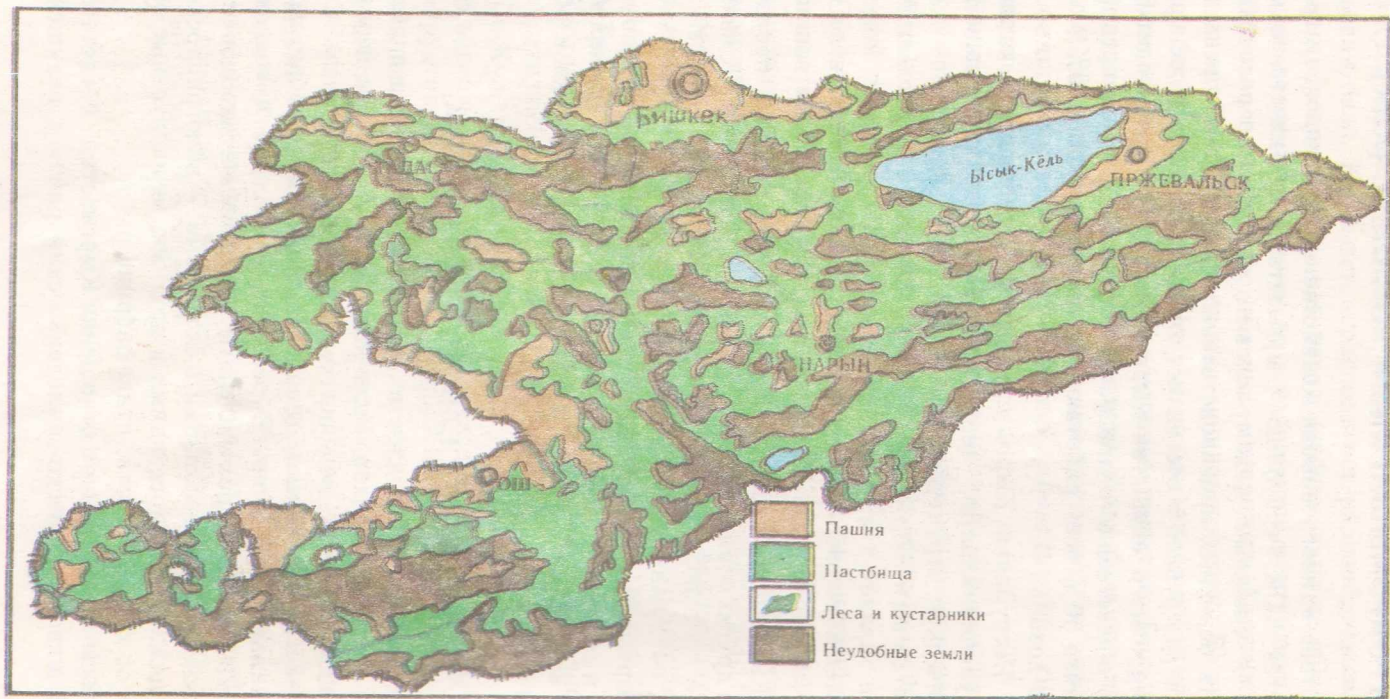 Бишкек
Ысык-Кёль
ПРЖЕВАЛЬСК
НАРЫН
ОШ
Пашня
Пастбища
Леса и кустарники
Неудобные земли